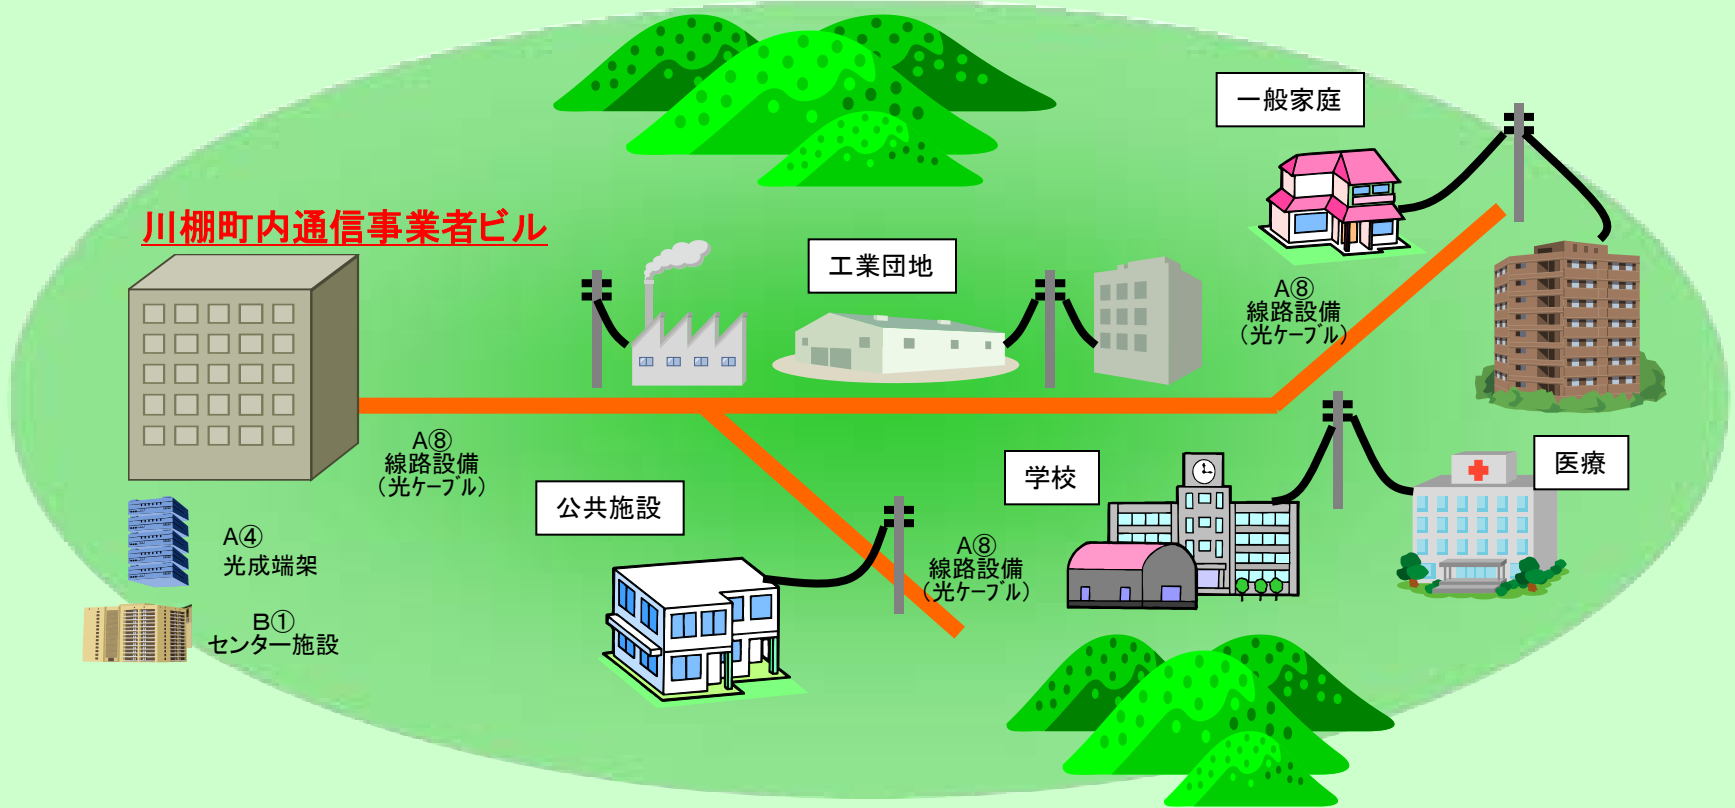 一般家庭
川棚町内通信事業者ビル
工業団地
A⑧
線路設備
(光ｹｰﾌﾞﾙ)
A⑧
線路設備
(光ｹｰﾌﾞﾙ)
学校
医療
公共施設
A④
光成端架
A⑧
線路設備
(光ｹｰﾌﾞﾙ)
B①
センター施設